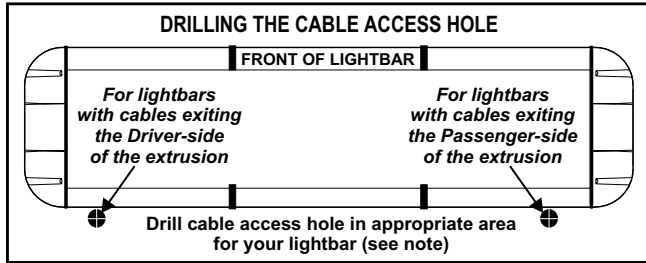 DRILLING THE CABLE ACCESS HOLE
FRONT OF LIGHTBAR
For lightbars
with cables exiting
the Driver-side
of the extrusion
For lightbars
with cables exiting
the Passenger-side
of the extrusion
Drill cable access hole in appropriate area
for your lightbar (see note)